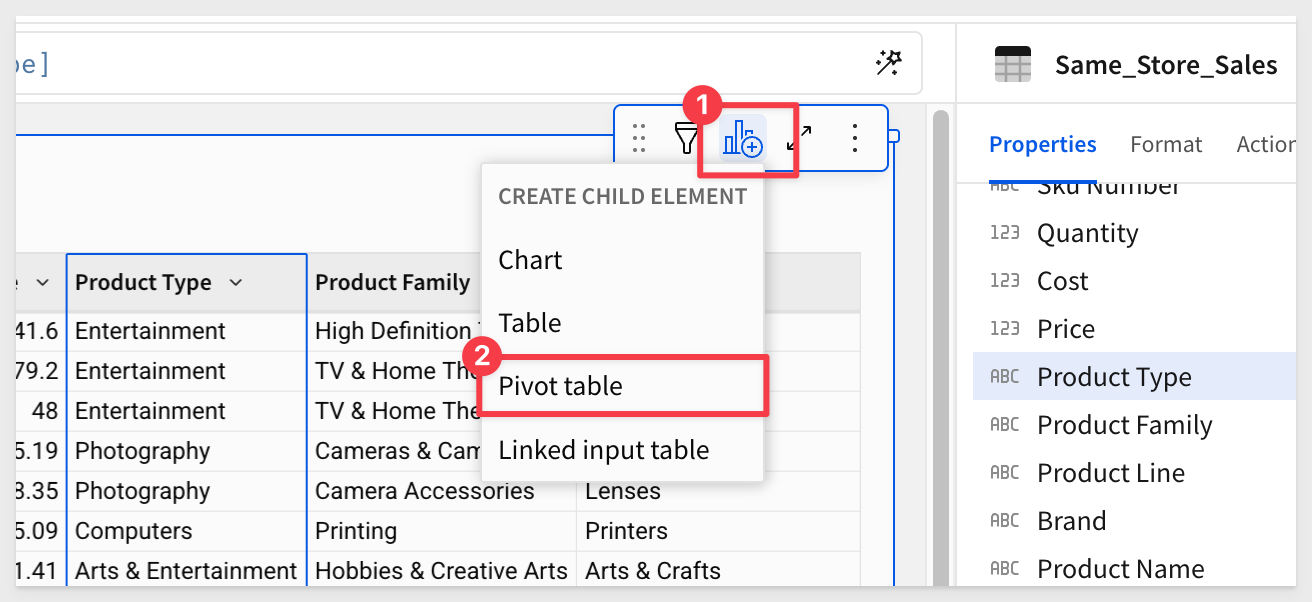 pe]
Same_Store_Sales
1
Properties Format Action
CREATE CHILD ELEMENT
Sku Number
123 Quantity
Chart
Product Type Product Family
123 Cost
41.6 Entertainment High Definition
Table
123 Price
79.2 Entertainment TV & Home The
2
Pivot table
ABC Product Type
48 Entertainment TV & Home The
ABC Product Family
5.19 Photography Cameras & Cam
Linked input table
ABC Product Line
8.35 Photography Camera Accessories Lenses
ABC Brand
5.09 Computers Printing Printers
ABC Product Name
1.41 Arts & Entertainment Hobbies & Creative Arts Arts & Crafts